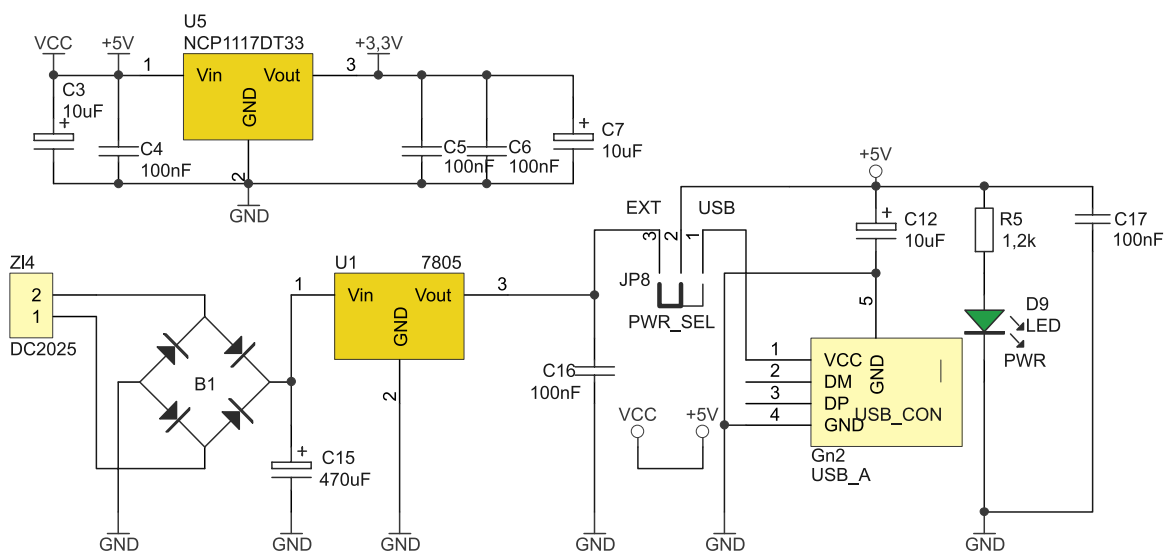 U5
NCP1117DT33
VCC
+5V
+3,3V
1
Vin
Vout
3
GND
2
C3
10uF
+
C4
100nF
C5
100nF
C6
100nF
+
C7
10uF
GND
ZI4
2
1
DC2025
B1
U1
7805
1
Vin
Vout
3
GND
2
+
C15
470uF
C16
100nF
EXT
USB
3
2
1
JP8
PWR_SEL
VCC
+5V
+5V
+
C12
10uF
R5
1,2k
C17
100nF
D9
LED
PWR
5
1
VCC
2
DM
3
DP
4
GND
GND
USB_CON
Gn2
USB_A
GND
GND
GND
GND
GND
GND